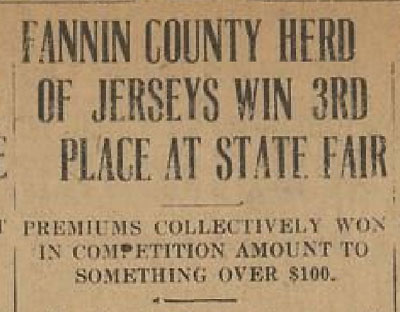 FANNIN COUNTY HERD
OF JERSEYS WIN 3RD
PLACE AT STATE FAIR
PREMIUMS COLLECTIVELY WON
IN COMPETITION AMOUNT TO
SOMETHING OVER $100.